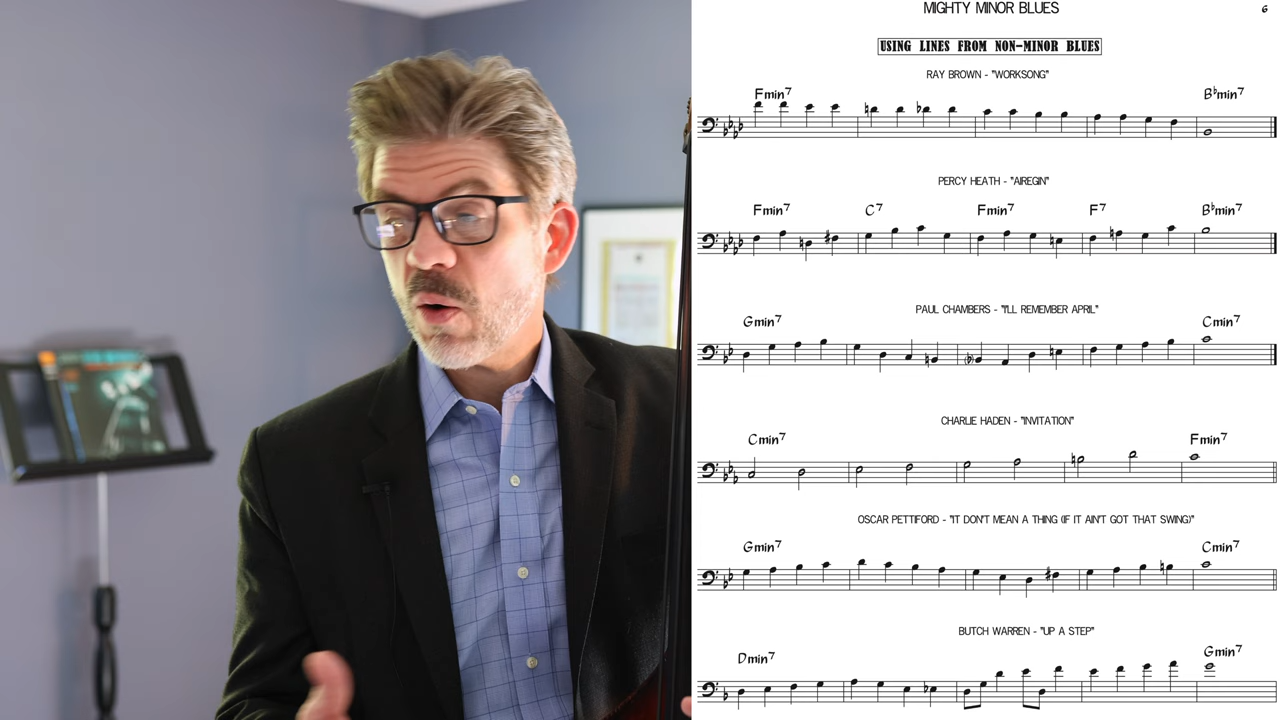 MIGHTY MINOR BLUES
6
USING LINES FROM NON-MINOR BLUES
RAY BROWN - "WORKSONG"
Fmin7 B♭min7
PERCY HEATH - "AIREGIN"
Fmin7 C7 Fmin7 F7 B♭min7
PAUL CHAMBERS - "I'LL REMEMBER APRIL"
Gmin7 Cmin7
CHARLIE HADEN - "INVITATION"
Cmin7 Fmin7
OSCAR PETTIFORD - "IT DON'T MEAN A THING (IF IT AIN'T GOT THAT SWING)"
Gmin7 Cmin7
BUTCH WARREN - "UP A STEP"
Dmin7 Gmin7